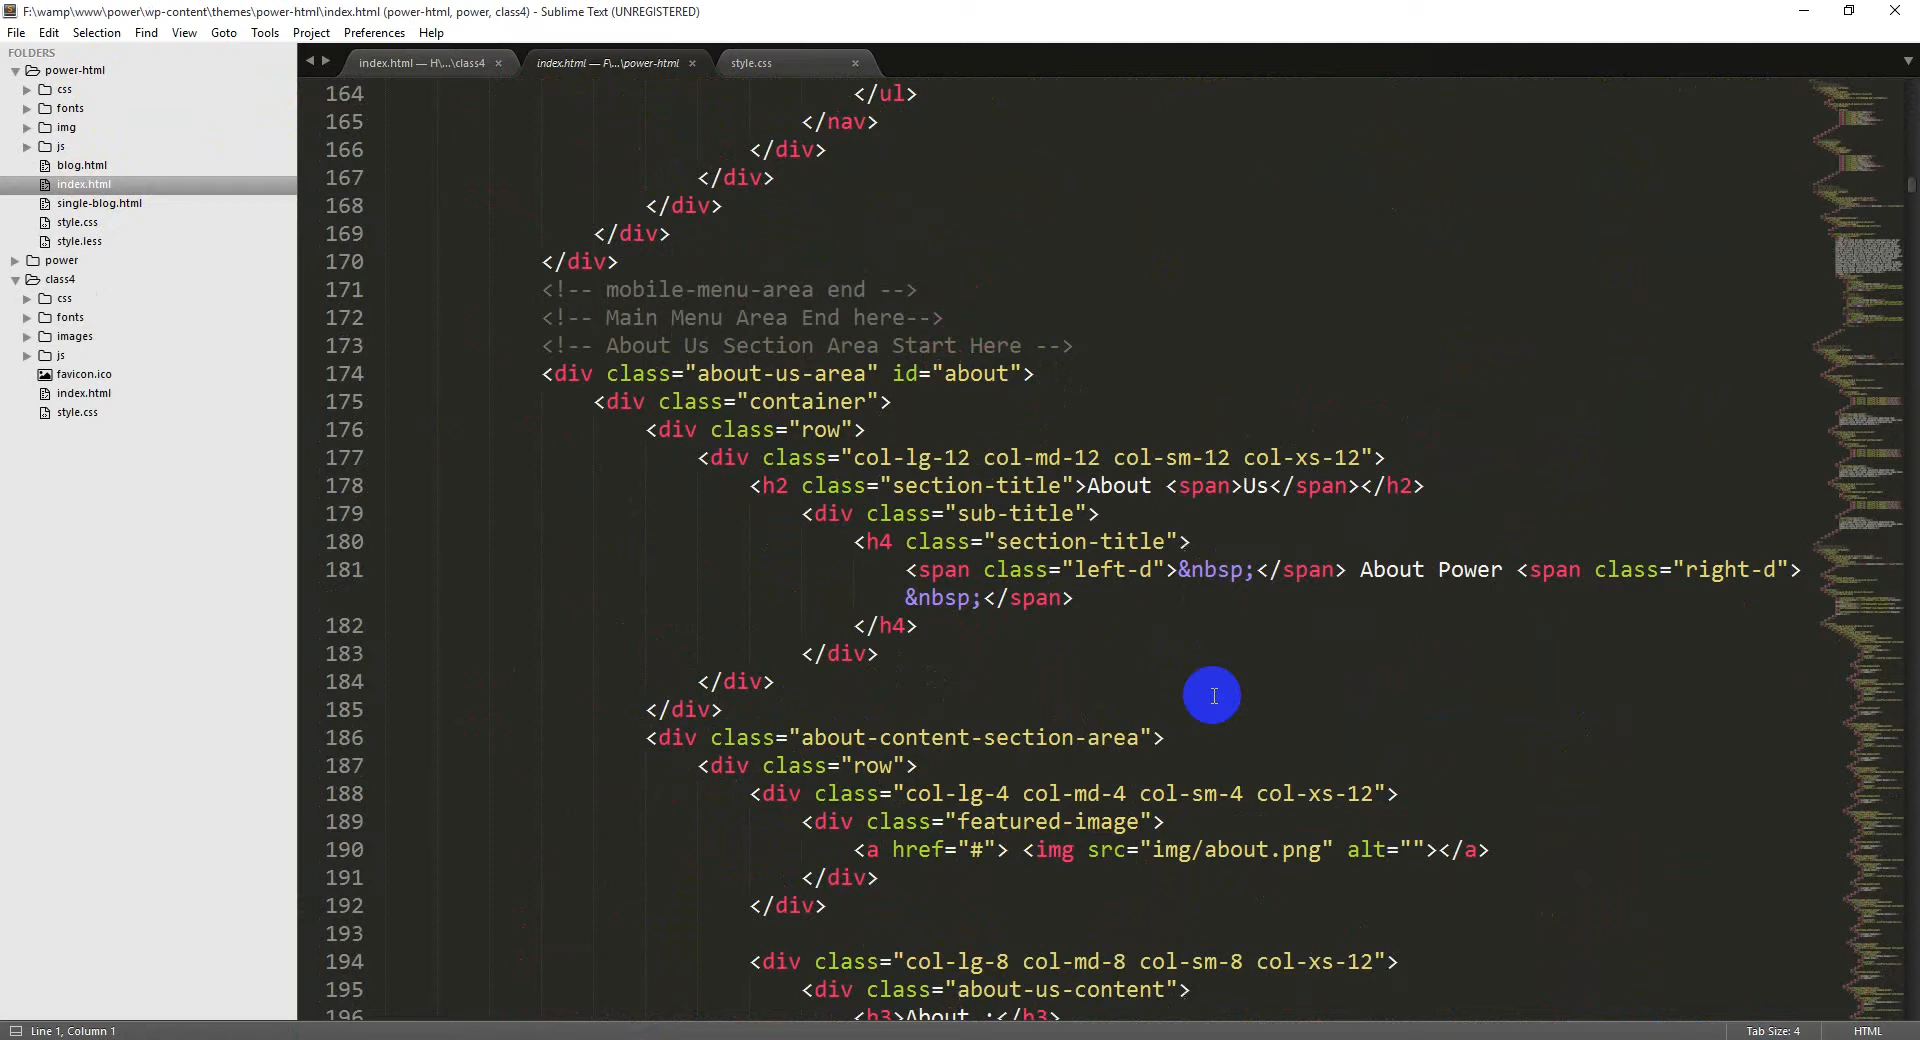 F:\wamp\www\power\wp-content\themes\power-html\index.html (power-html, power, class4) - Sublime Text (UNREGISTERED)
File Edit Selection Find View Goto Tools Project Preferences Help
FOLDERS
power-html
css
fonts
img
js
blog.html
index.html
single-blog.html
style.css
style.less
power
class4
css
fonts
images
js
favicon.ico
index.html
style.css
index.html — H\...\class4 × index.html — F\...\power-html × style.css ×
164 </ul>
165 </nav>
166 </div>
167 </div>
168 </div>
169 </div>
170 </div>
171 <!-- mobile-menu-area end -->
172 <!-- Main Menu Area End here-->
173 <!-- About Us Section Area Start Here -->
174 <div class="about-us-area" id="about">
175 <div class="container">
176 <div class="row">
177 <div class="col-lg-12 col-md-12 col-sm-12 col-xs-12">
178 <h2 class="section-title">About <span>Us</span></h2>
179 <div class="sub-title">
180 <h4 class="section-title">
181 <span class="left-d">&nbsp;</span> About Power <span class="right-d">
&nbsp;</span>
182 </h4>
183 </div>
184 </div>
185 </div>
186 <div class="about-content-section-area">
187 <div class="row">
188 <div class="col-lg-4 col-md-4 col-sm-4 col-xs-12">
189 <div class="featured-image">
190 <a href="#"> <img src="img/about.png" alt=""></a>
191 </div>
192 </div>
193
194 <div class="col-lg-8 col-md-8 col-sm-8 col-xs-12">
195 <div class="about-us-content">
196 <h3>About :</h3>
Line 1, Column 1 Tab Size: 4 HTML